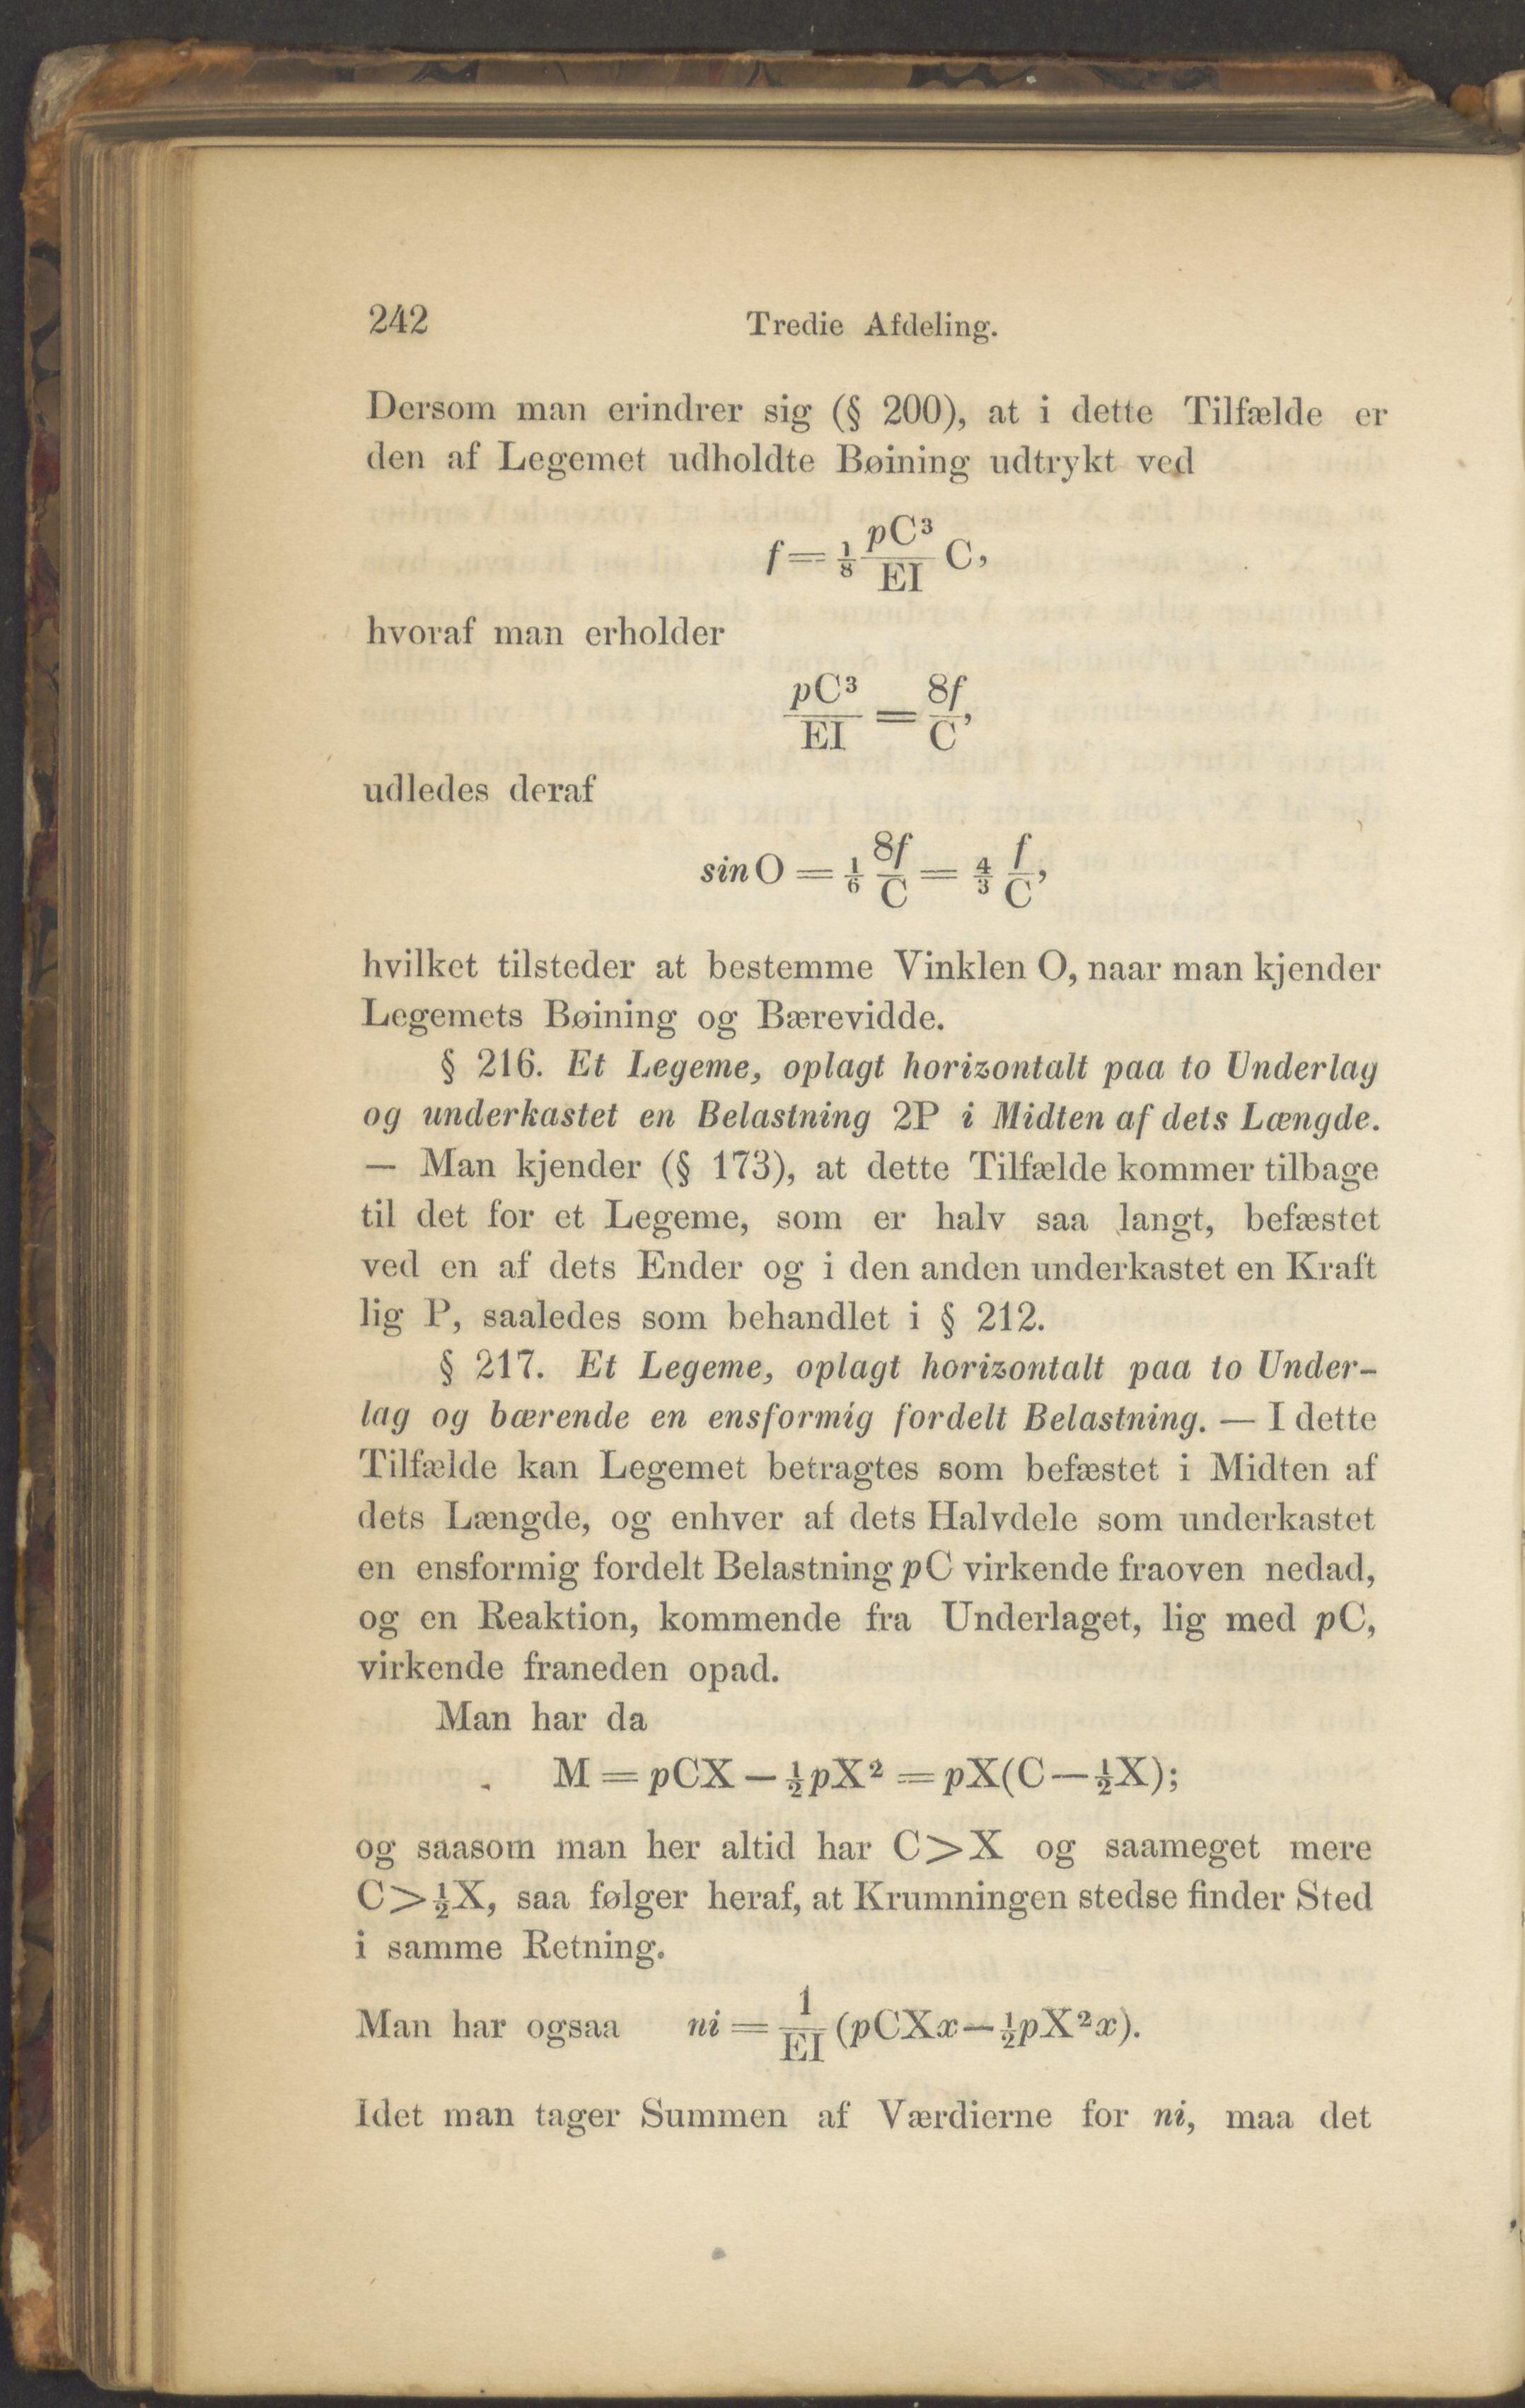 242 Tredie Afdeling.
Dersom man erindrer sig (§ 200), at i dette Tilfælde er
den af Legemet udholdte Bøining udtrykt ved
f = ⅛ pC³/EI C,
hvoraf man erholder
pC³/EI = 8f/C,
udledes deraf
sin O = ⅙ 8f/C = 4/3 f/C,
hvilket tilsteder at bestemme Vinklen O, naar man kjender
Legemets Bøining og Bærevidde.
§ 216. Et Legeme, oplagt horizontalt paa to Underlag
og underkastet en Belastning 2P i Midten af dets Længde.
— Man kjender (§ 173), at dette Tilfælde kommer tilbage
til det for et Legeme, som er halv saa langt, befæstet
ved en af dets Ender og i den anden underkastet en Kraft
lig P, saaledes som behandlet i § 212.
§ 217. Et Legeme, oplagt horizontalt paa to Under-
lag og bærende en ensformig fordelt Belastning. — I dette
Tilfælde kan Legemet betragtes som befæstet i Midten af
dets Længde, og enhver af dets Halvdele som underkastet
en ensformig fordelt Belastning pC virkende fraoven nedad,
og en Reaktion, kommende fra Underlaget, lig med pC,
virkende franeden opad.
Man har da
M = pCX — ½pX² = pX(C—½X);
og saasom man her altid har C>X og saameget mere
C>½X, saa følger heraf, at Krumningen stedse finder Sted
i samme Retning.
Man har ogsaa ni = 1/EI (pCXx—½pX²x).
Idet man tager Summen af Værdierne for ni, maa det